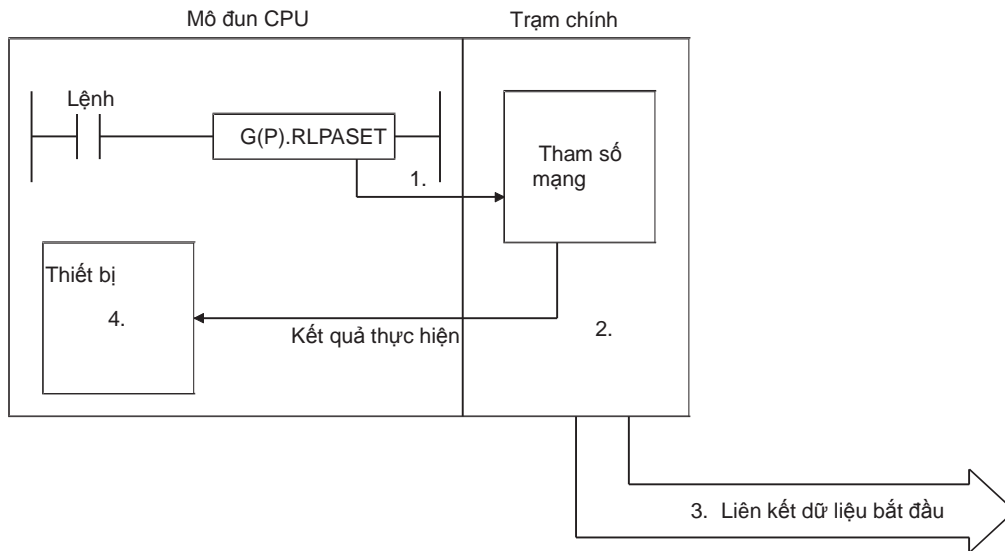 Mô đun CPU
Trạm chính
Lệnh
G(P).RLPASET
1.
Tham số
mạng
Thiết bị
4.
Kết quả thực hiện
2.
3. Liên kết dữ liệu bắt đầu